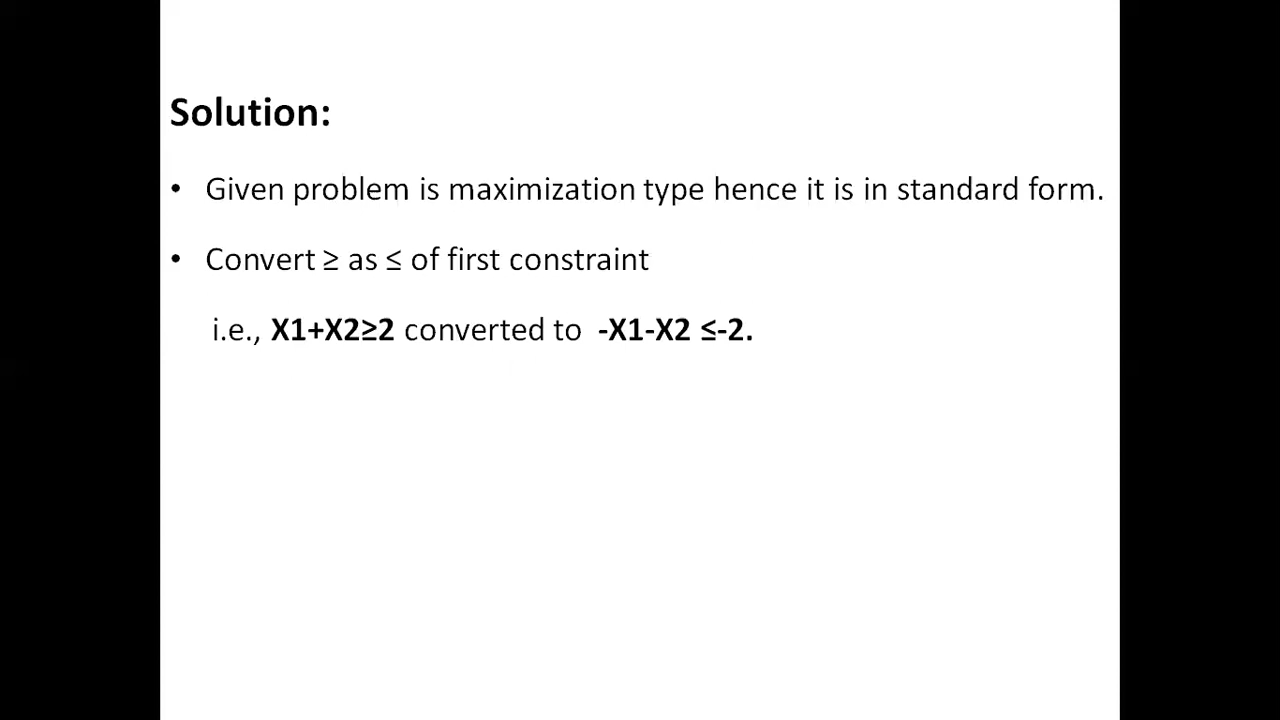 Solution:
• Given problem is maximization type hence it is in standard form.
• Convert ≥ as ≤ of first constraint
i.e., X1+X2≥2 converted to -X1-X2 ≤-2.